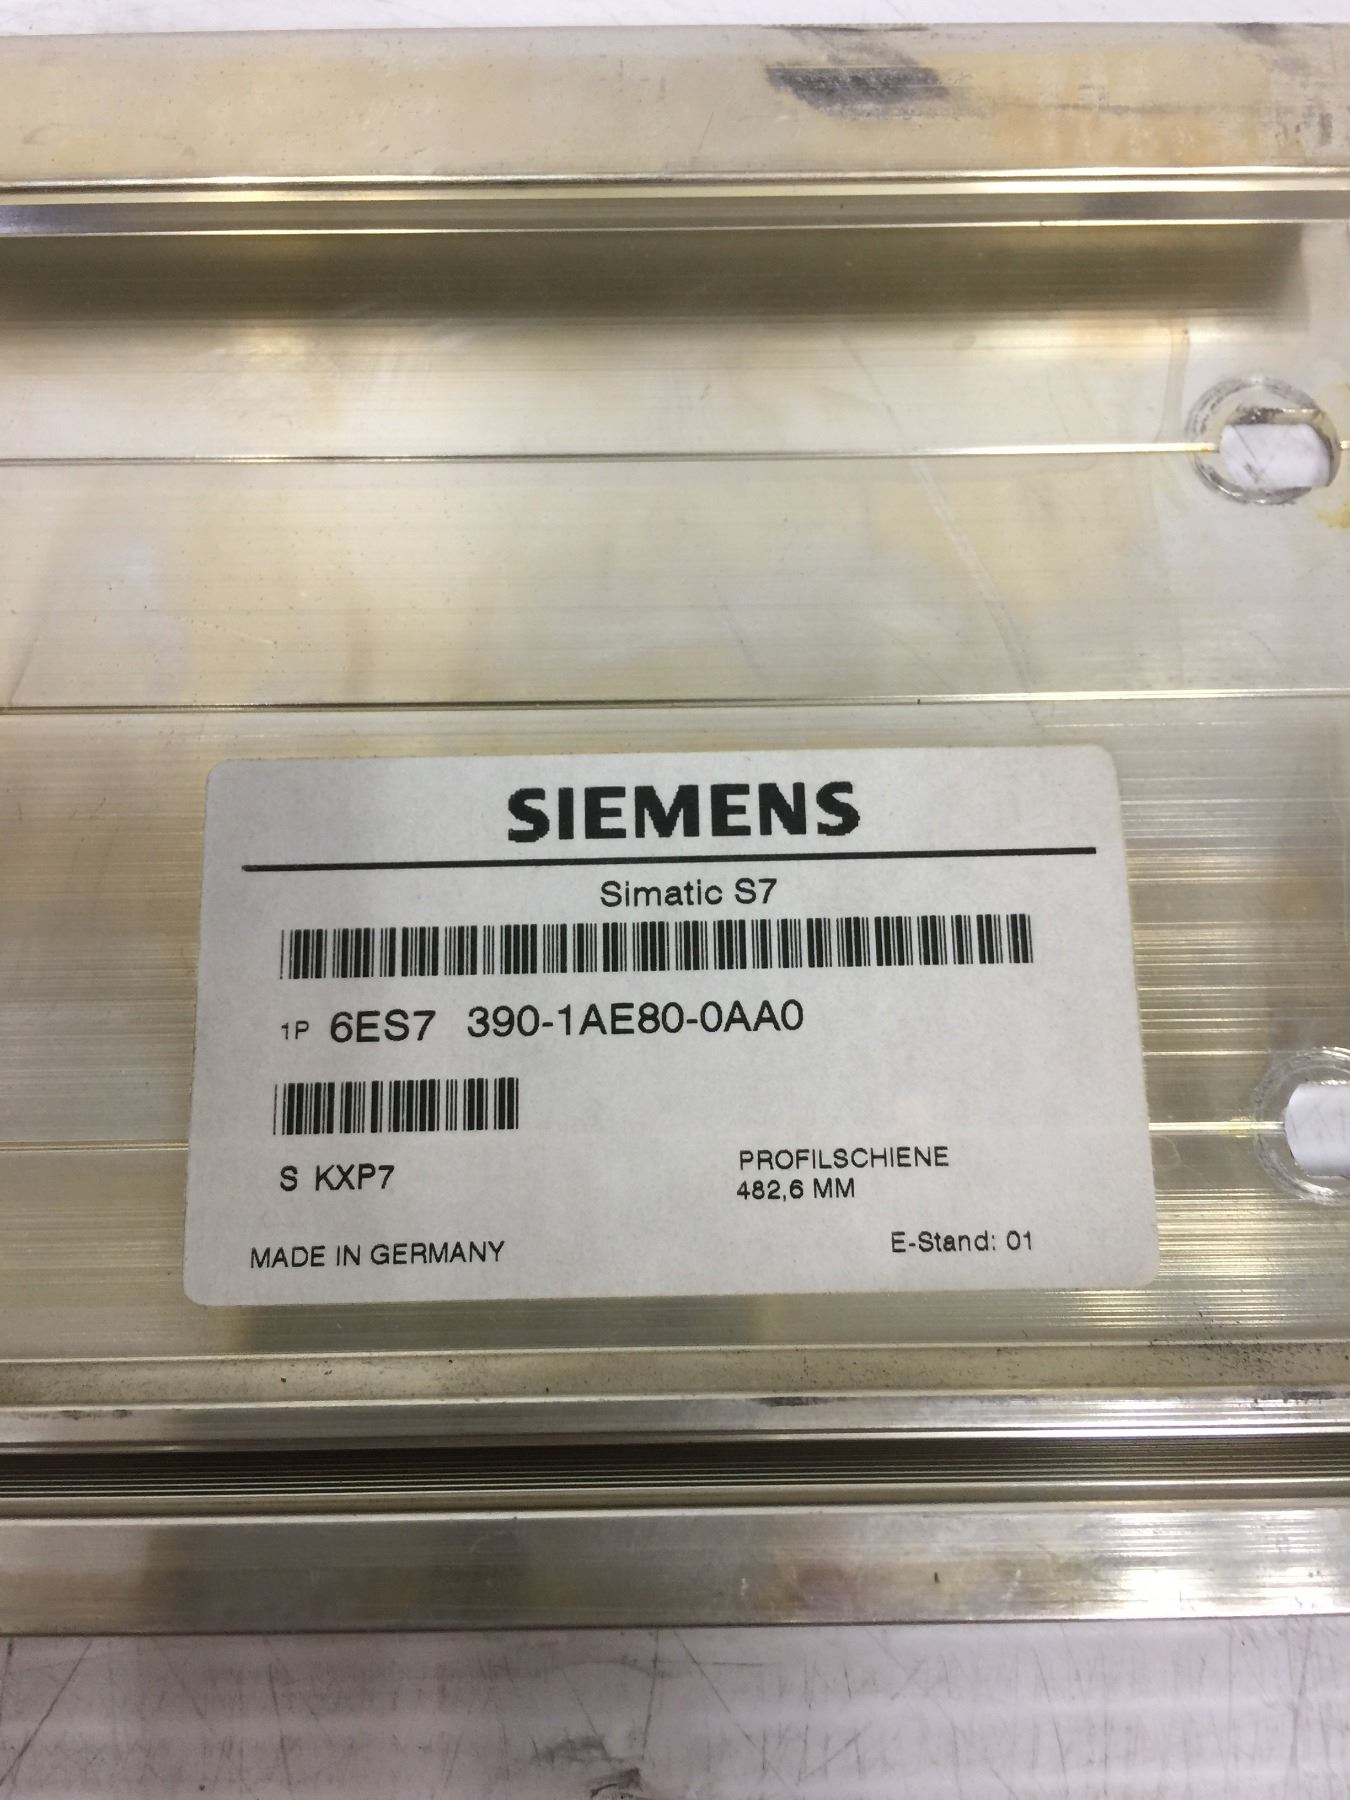 SIEMENS
Simatic S7
1P 6ES7 390-1AE80-0AA0
S KXP7
PROFILSCHIENE
482,6 MM
MADE IN GERMANY
E-Stand: 01